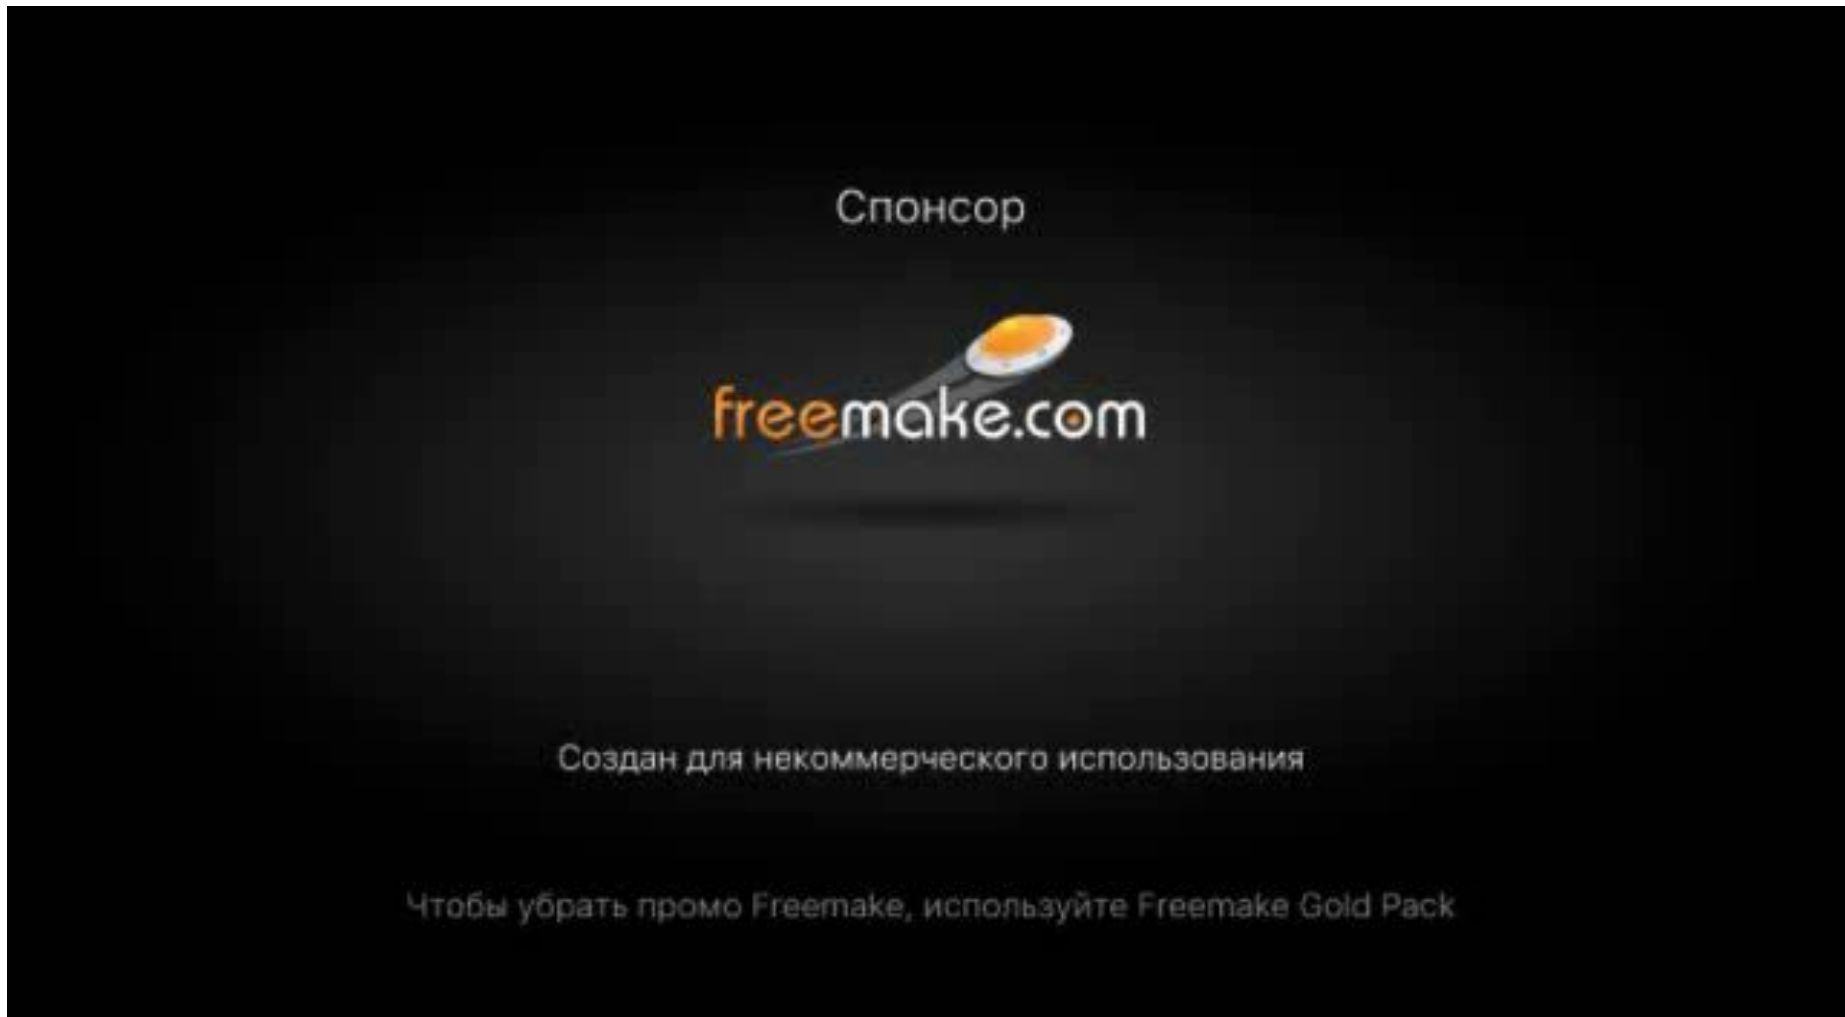 Спонсор
freemake.com
Создан для некоммерческого использования
Чтобы убрать промо Freemake, используйте Freemake Gold Pack